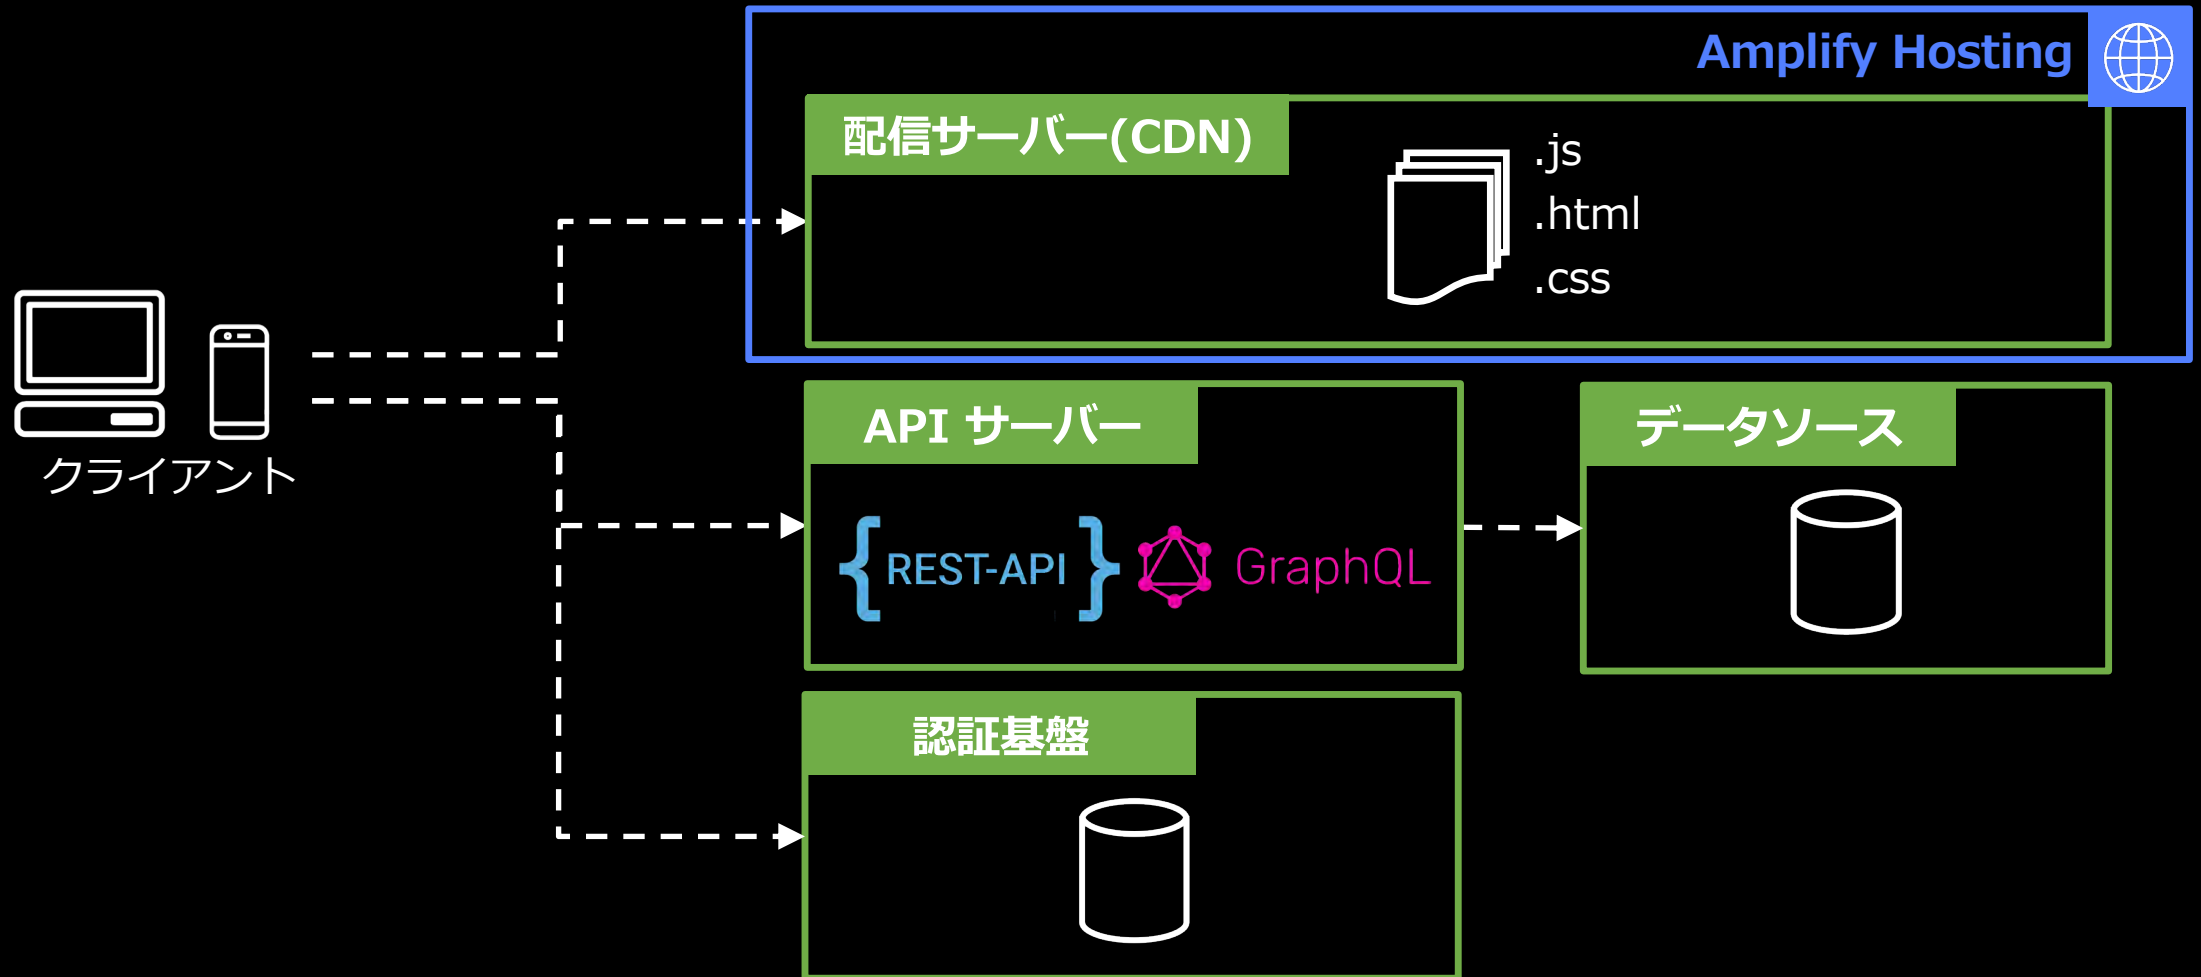 Amplify Hosting
配信サーバー(CDN)
.js
.html
.css
クライアント
API サーバー
{REST-API}
GraphQL
データソース
認証基盤